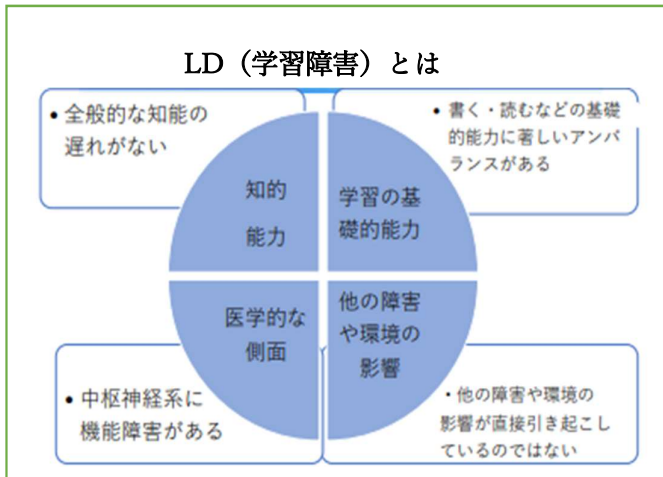 LD（学習障害）とは
• 全般的な知能の
遅れがない
• 書く・読むなどの基礎
的能力に著しいアンバ
ランスがある
知的
能力
学習の基
礎的能力
医学的な
側面
他の障害
や環境の
影響
• 中枢神経系に
機能障害がある
・他の障害や環境の
影響が直接引き起こし
ているのではない